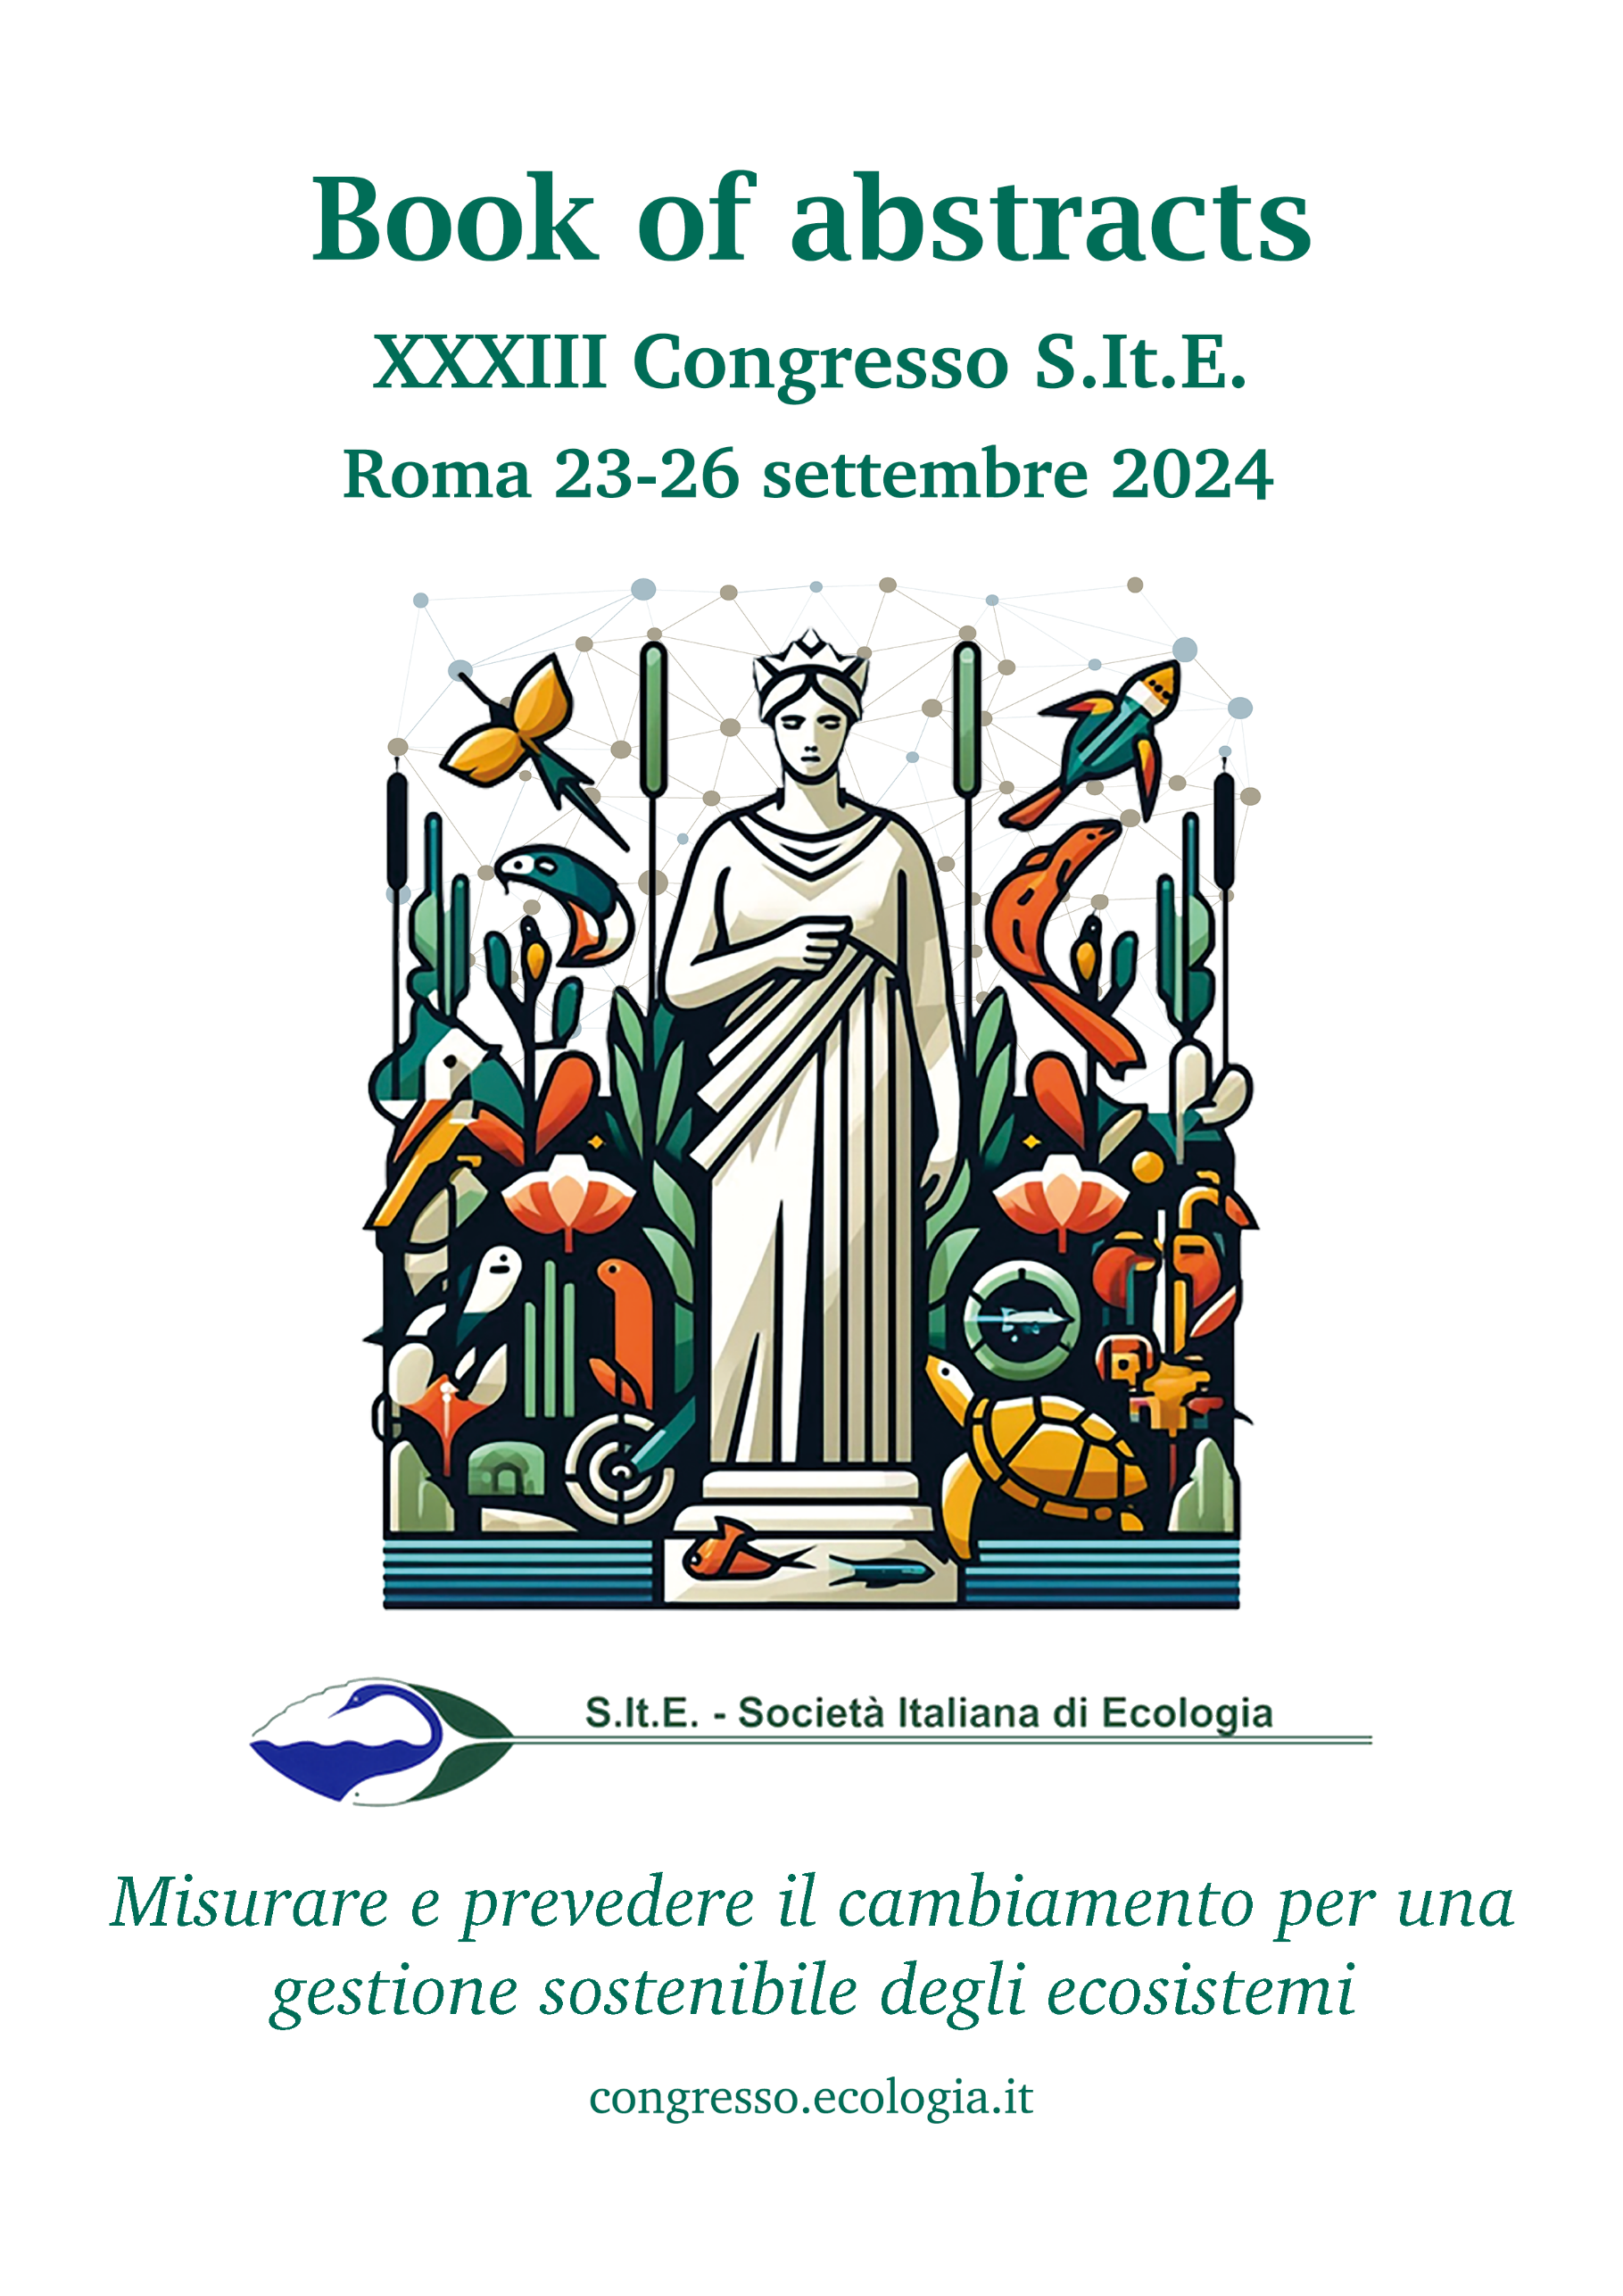 Book of abstracts
XXXIII Congresso S.It.E.
Roma 23-26 settembre 2024
S.It.E. - Società Italiana di Ecologia
Misurare e prevedere il cambiamento per una
gestione sostenibile degli ecosistemi
congresso.ecologia.it